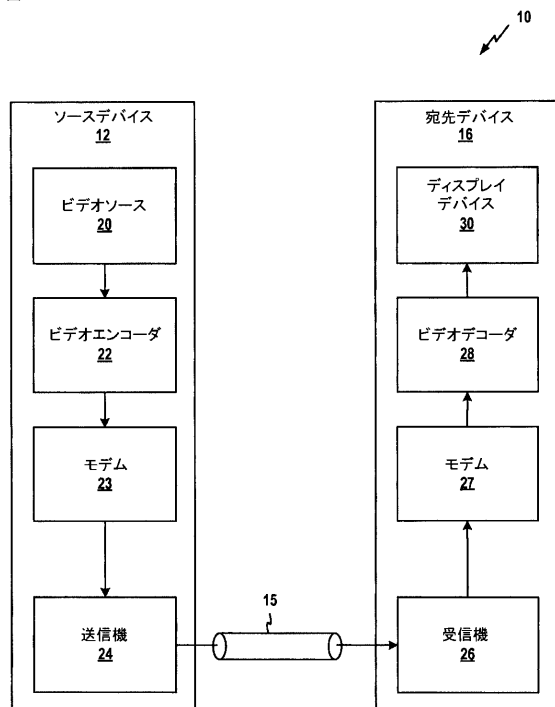 10
ソースデバイス
12
ビデオソース
20
ビデオエンコーダ
22
モデム
23
送信機
24
15
宛先デバイス
16
ディスプレイ
デバイス
30
ビデオデコーダ
28
モデム
27
受信機
26